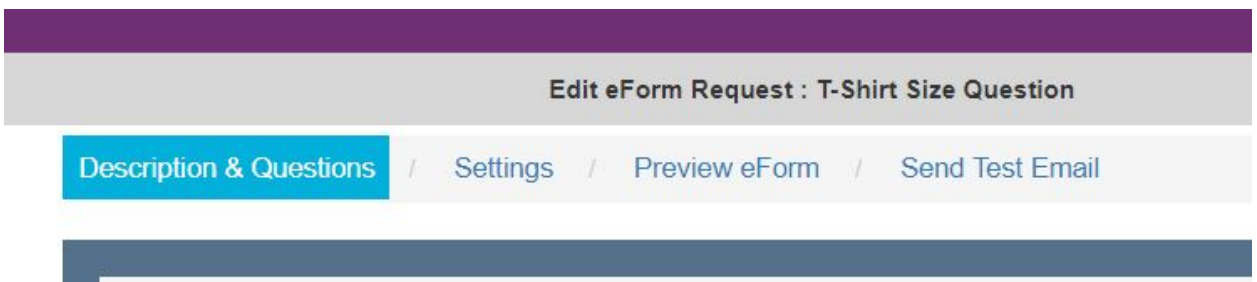 Edit eForm Request : T-Shirt Size Question
Description & Questions / Settings / Preview eForm / Send Test Email